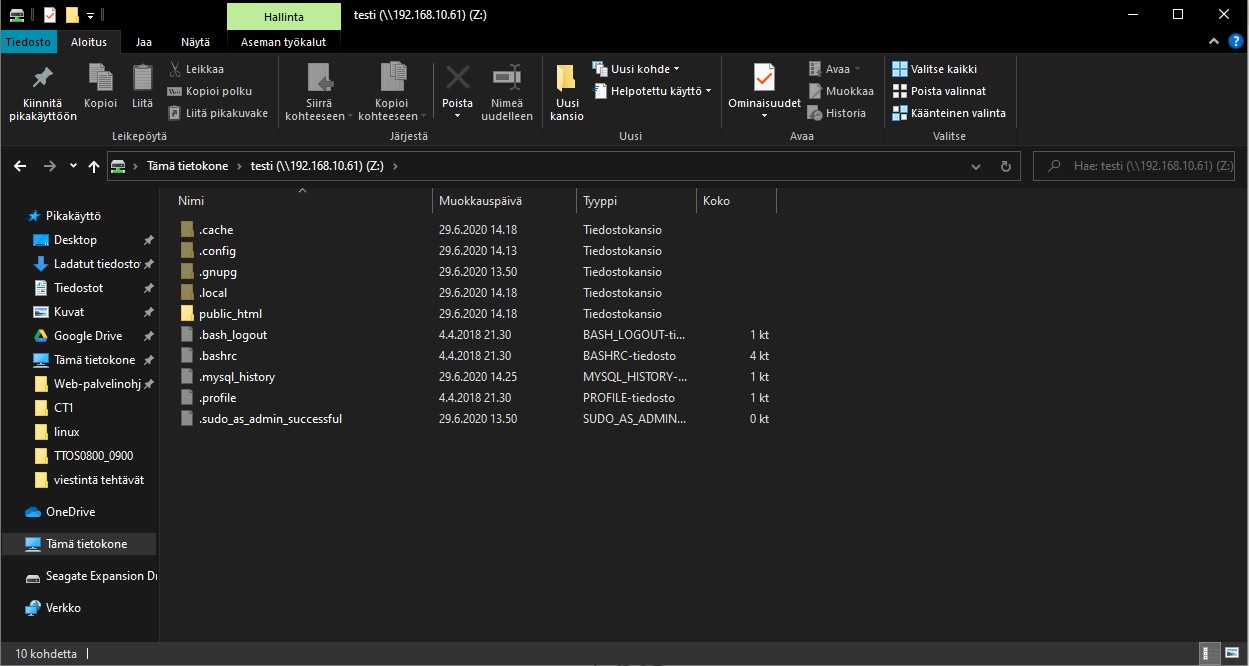 Hallinta
testi (\\192.168.10.61) (Z:)
Tiedosto Aloitus Jaa Näytä Aseman työkalut
Kiinnitä pikakäyttöön
Kopioi
Liitä
Leikkaa
Kopioi polku
Liitä pikakuvake
Leikepöytä
Siirrä kohteeseen
Kopioi kohteeseen
Poista
Nimeä uudelleen
Järjestä
Uusi kansio
Uusi kohde
Helpotettu käyttö
Uusi
Ominaisuudet
Avaa
Muokkaa
Historia
Avaa
Valitse kaikki
Poista valinnat
Käänteinen valinta
Valitse
Tämä tietokone testi (\\192.168.10.61) (Z:)
Hae: testi (\\192.168.10.61) (Z:)
Pikakäyttö
Desktop
Ladatut tiedosto
Tiedostot
Kuvat
Google Drive
Tämä tietokone
Web-palvelinohj
CT1
linux
TTOS0800_0900
viestintä tehtävät
OneDrive
Tämä tietokone
Seagate Expansion Dr
Verkko
Nimi Muokkauspäivä Tyyppi Koko
.cache 29.6.2020 14.18 Tiedostokansio
.config 29.6.2020 14.13 Tiedostokansio
.gnupg 29.6.2020 13.50 Tiedostokansio
.local 29.6.2020 14.18 Tiedostokansio
public_html 29.6.2020 14.18 Tiedostokansio
.bash_logout 4.4.2018 21.30 BASH_LOGOUT-ti... 1 kt
.bashrc 4.4.2018 21.30 BASHRC-tiedosto 4 kt
.mysql_history 29.6.2020 14.25 MYSQL_HISTORY-... 1 kt
.profile 4.4.2018 21.30 PROFILE-tiedosto 1 kt
.sudo_as_admin_successful 29.6.2020 13.50 SUDO_AS_ADMIN... 0 kt
10 kohdetta